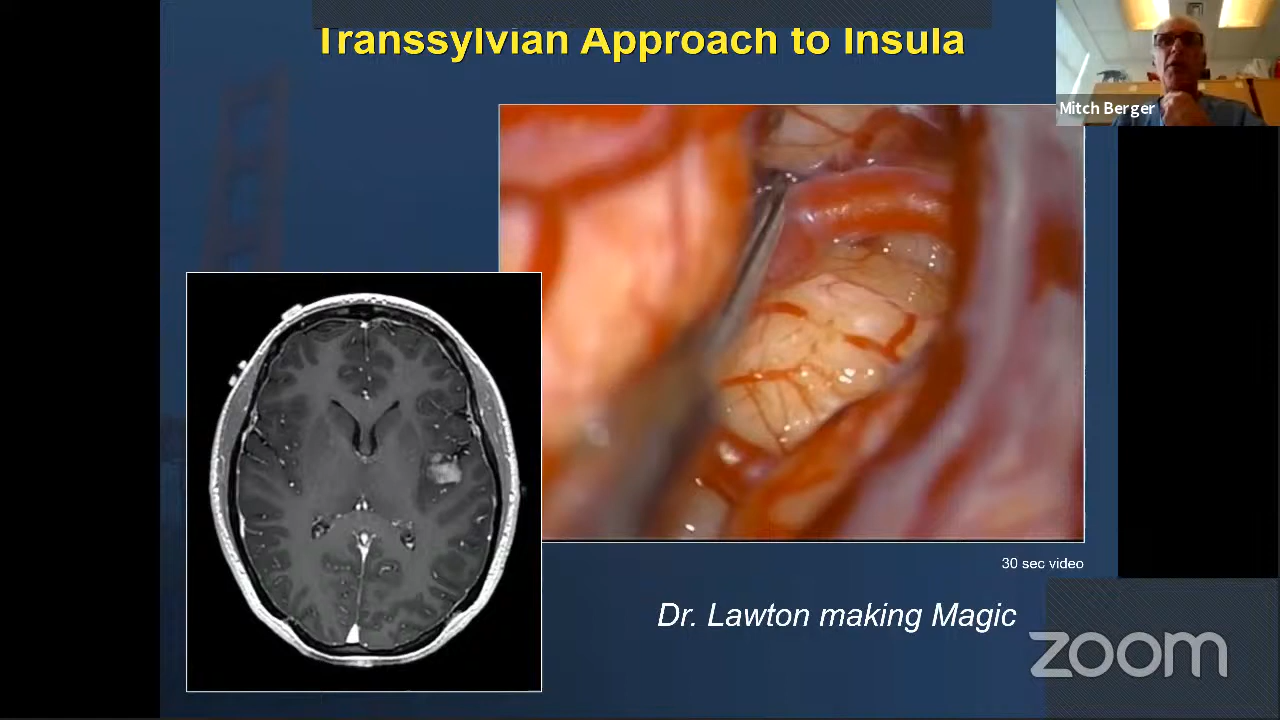 Transsylvian Approach to Insula
Mitch Berger
30 sec video
Dr. Lawton making Magic
zoom